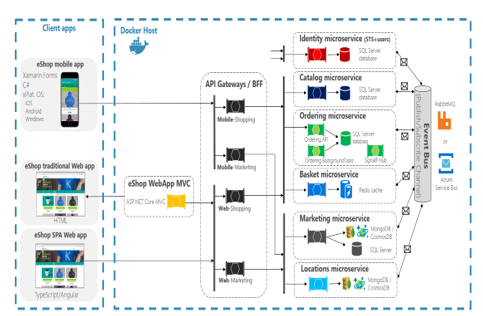 Client apps
eShop mobile app
Xamarin.Forms
C#
xPlat. OS:
iOS
Android
Windows
eShop traditional Web app
HTML
eShop SPA Web app
TypeScript/Angular
Docker Host
eShop WebApp MVC
ASP.NET Core MVC
API Gateways / BFF
Mobile-Shopping
Mobile-Marketing
Web-Shopping
Web-Marketing
Identity microservice (STS+users)
SQL Server
database
Catalog microservice
SQL Server
database
Ordering microservice
Ordering.API
SQL Server
database
Ordering.BackgroundTasks
SignalR Hub
Basket microservice
Redis cache
Marketing microservice
MongoDB /
CosmosDB
SQL Server
Locations microservice
MongoDB /
CosmosDB
Event Bus
(Publish/Subscribe Channel)
RabbitMQ
or
Azure
Service Bus